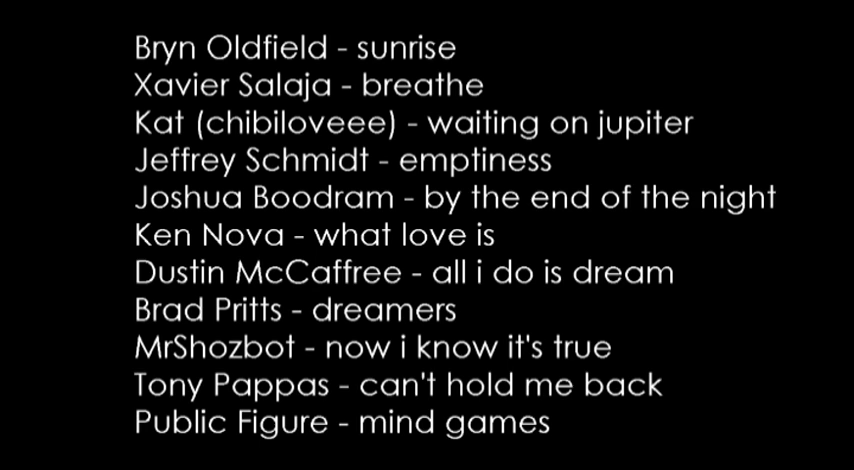 Bryn Oldfield - sunrise
Xavier Salaja - breathe
Kat (chibiloveee) - waiting on jupiter
Jeffrey Schmidt - emptiness
Joshua Boodram - by the end of the night
Ken Nova - what love is
Dustin McCaffree - all i do is dream
Brad Pritts - dreamers
MrShozbot - now i know it's true
Tony Pappas - can't hold me back
Public Figure - mind games